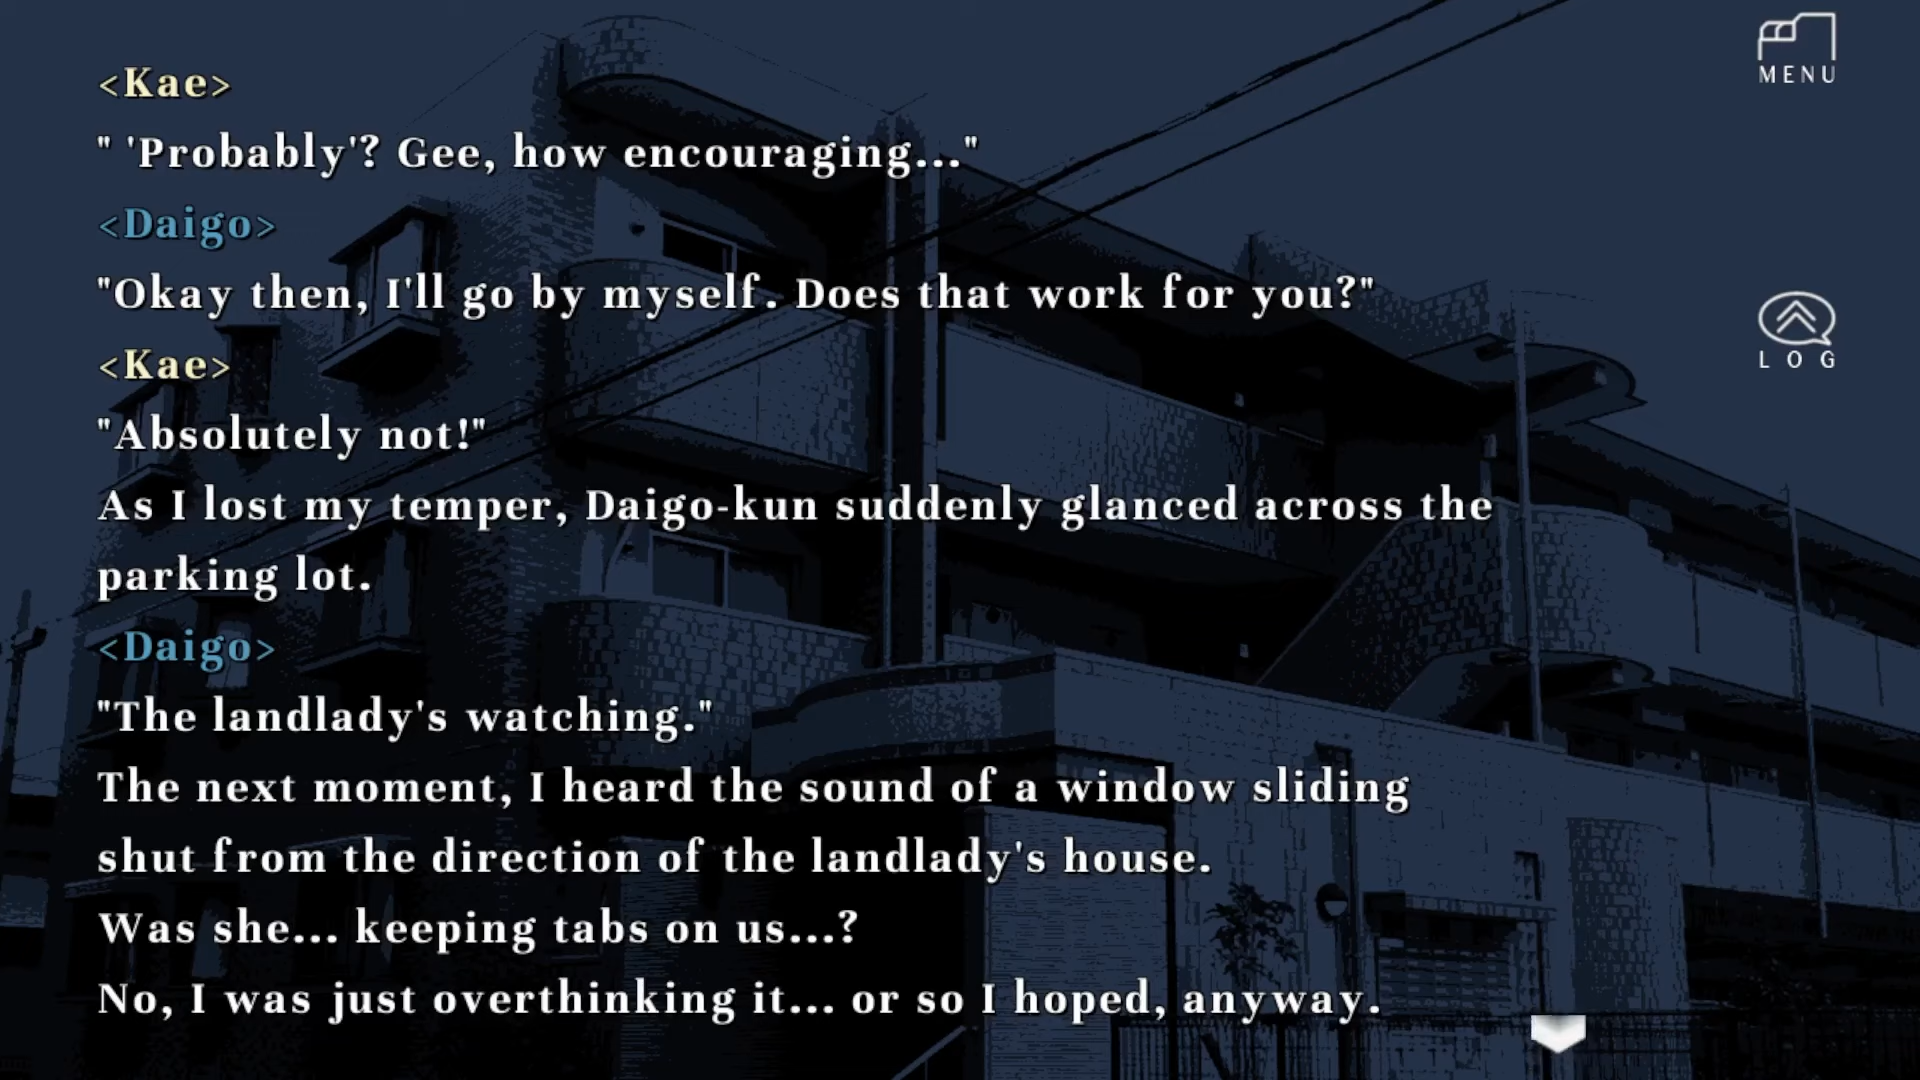 MENU
<Kae>
" 'Probably'? Gee, how encouraging..."
<Daigo>
"Okay then, I'll go by myself. Does that work for you?"
LOG
<Kae>
"Absolutely not!"
As I lost my temper, Daigo-kun suddenly glanced across the
parking lot.
<Daigo>
"The landlady's watching."
The next moment, I heard the sound of a window sliding
shut from the direction of the landlady's house.
Was she... keeping tabs on us...?
No, I was just overthinking it... or so I hoped, anyway.